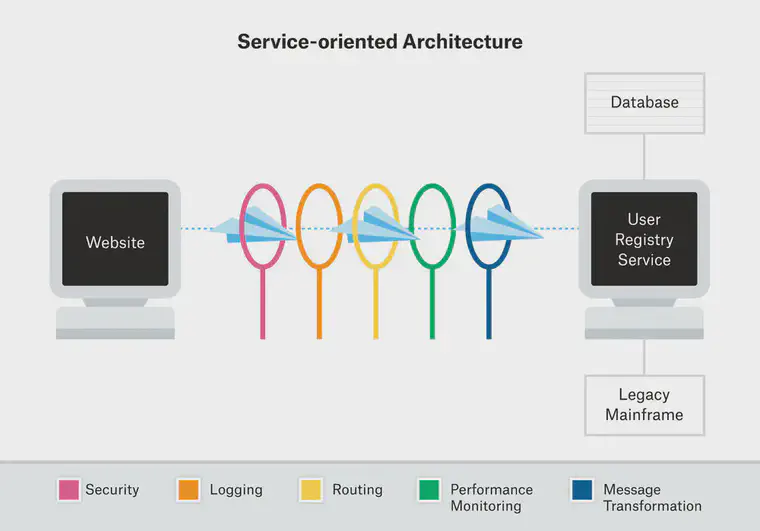 Service-oriented Architecture
Database
Website
User
Registry
Service
Legacy
Mainframe
Security
Logging
Routing
Performance
Monitoring
Message
Transformation